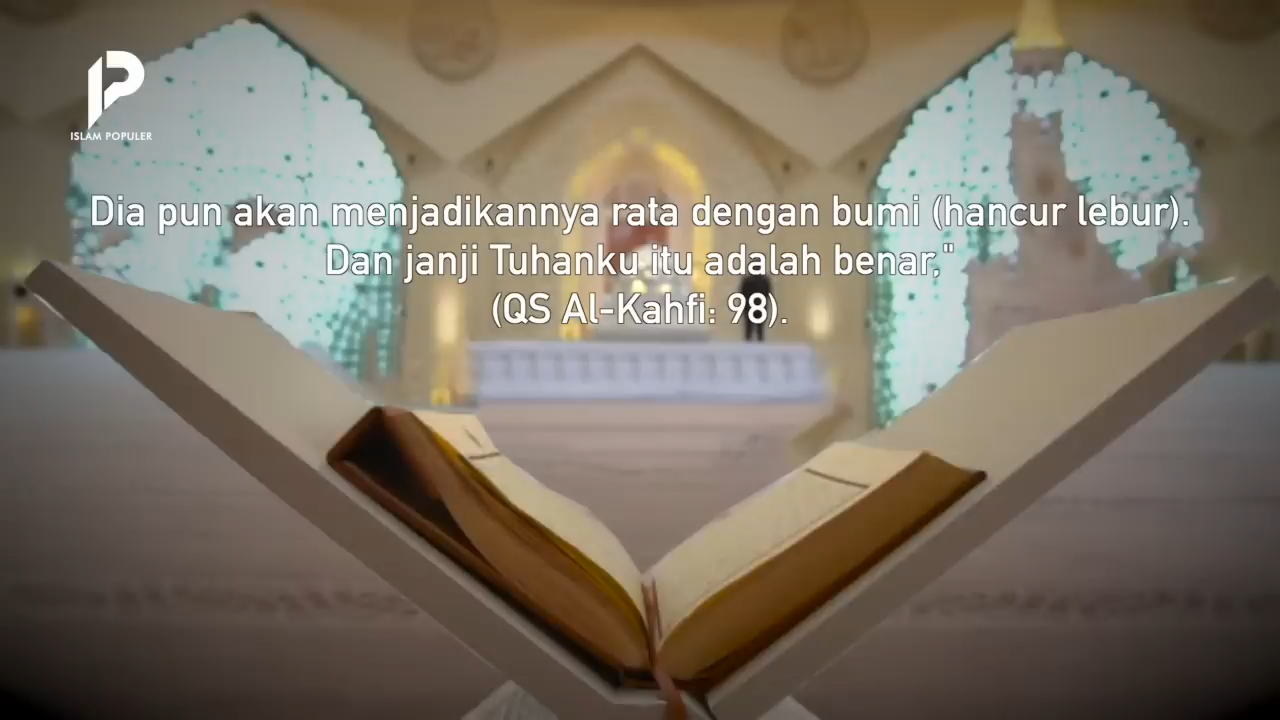 ISLAM POPULER
Dia pun akan menjadikannya rata dengan bumi (hancur lebur).
Dan janji Tuhanku itu adalah benar,"
(QS Al-Kahfi: 98).